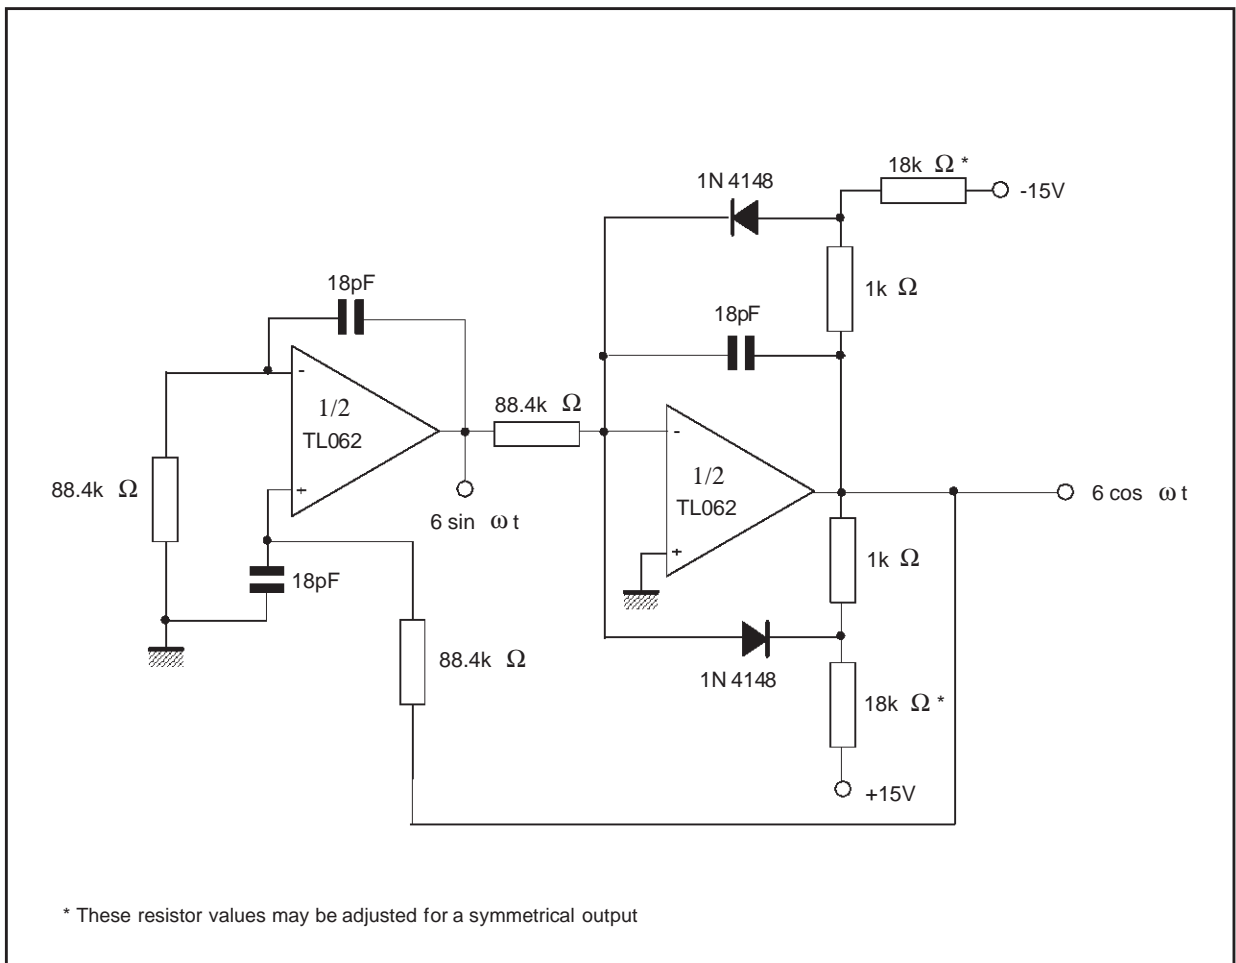 18k Ω *
1N 4148
-15V
18pF
1k Ω
18pF
-
1/2
TL062
+
88.4k Ω
88.4k Ω
-
1/2
TL062
+
6 sin ω t
6 cos ω t
18pF
1k Ω
88.4k Ω
1N 4148
18k Ω *
+15V
* These resistor values may be adjusted for a symmetrical output